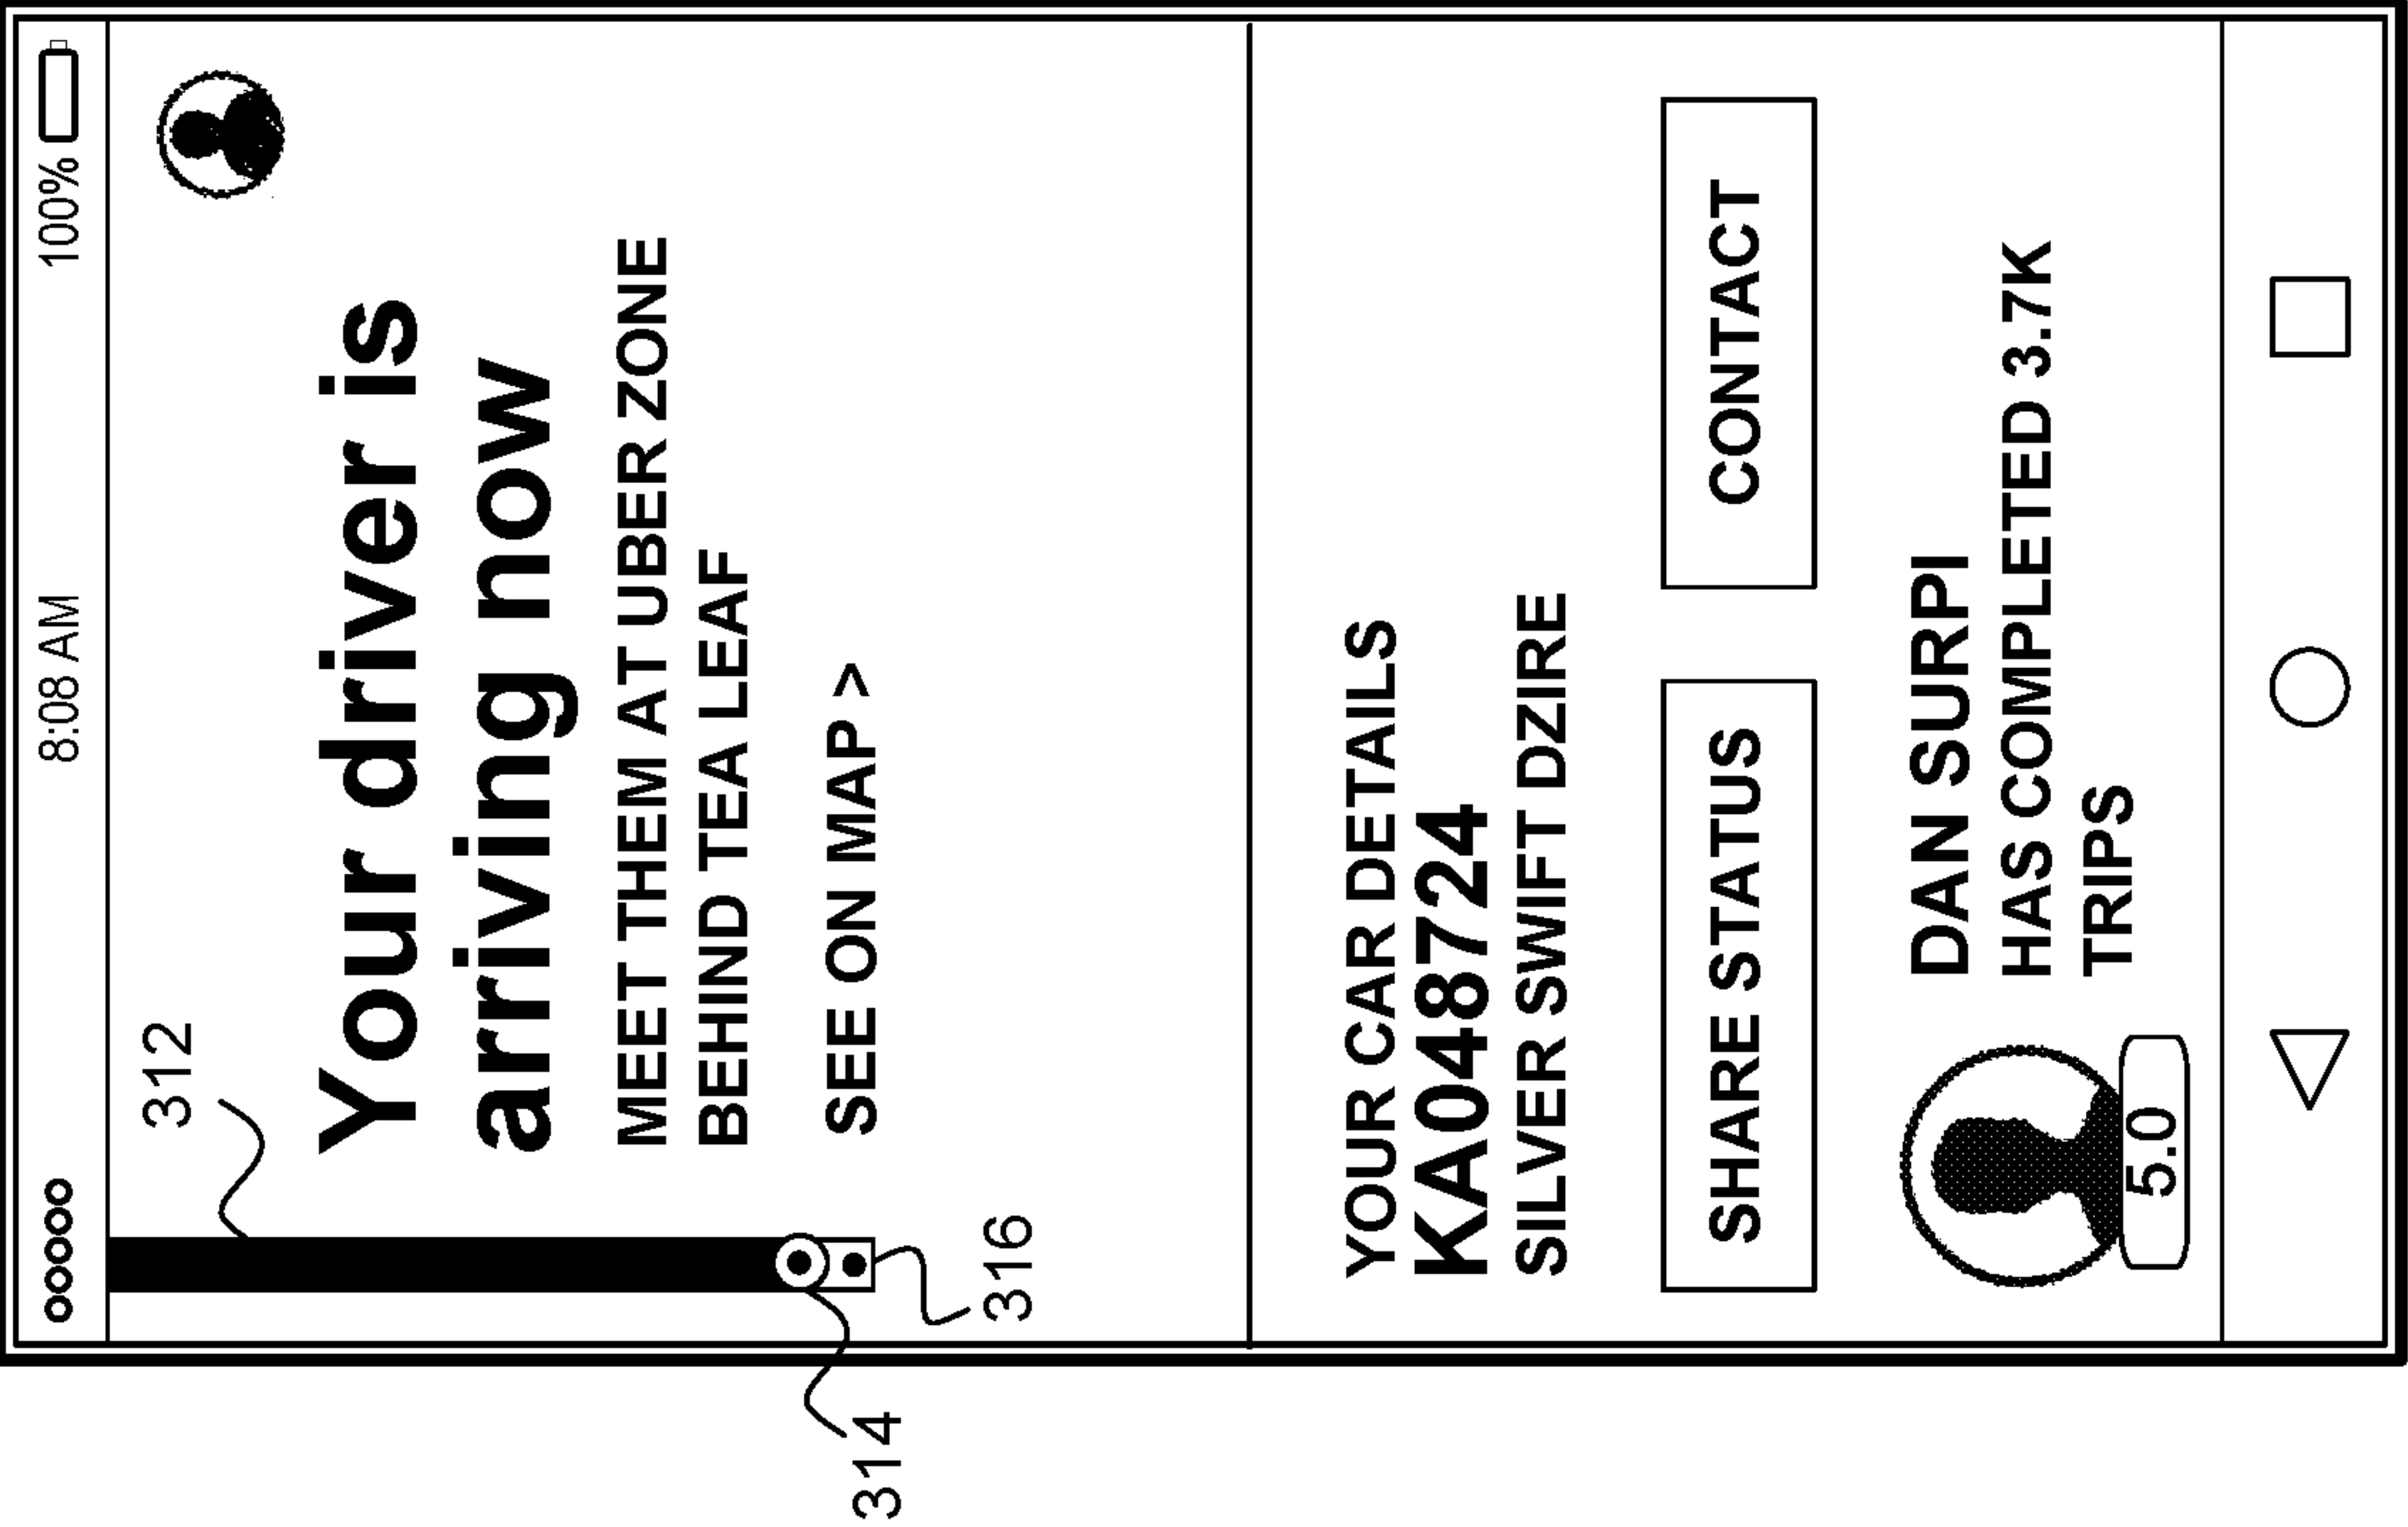 8:08 AM
100%
312
Your driver is
arriving now
MEET THEM AT UBER ZONE
BEHIND TEA LEAF
SEE ON MAP >
314
316
YOUR CAR DETAILS
KA048724
SILVER SWIFT DZIRE
SHARE STATUS
CONTACT
DAN SURPI
HAS COMPLETED 3.7K
TRIPS
5.0